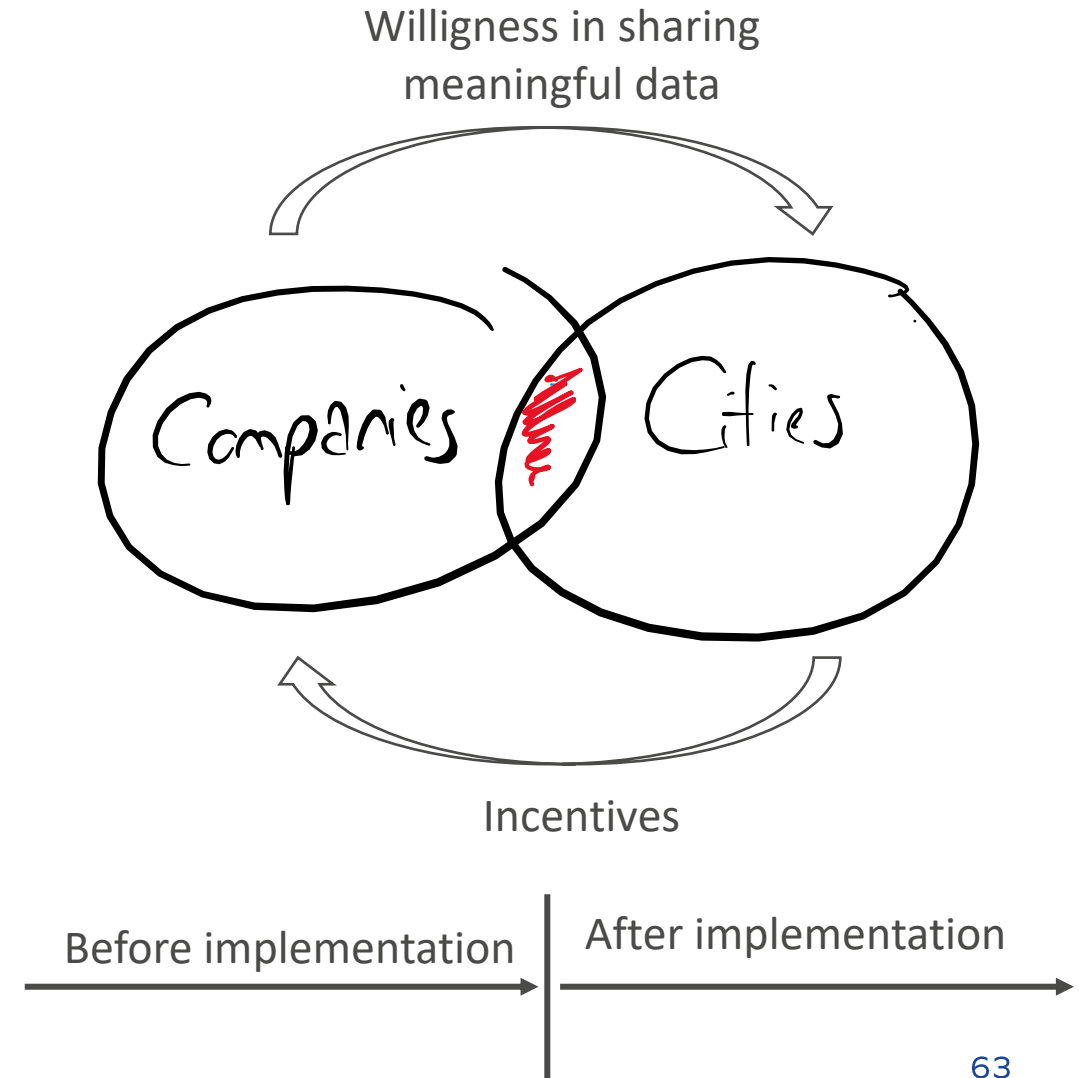 Willigness in sharing
meaningful data
Companies
Cities
Incentives
Before implementation
After implementation
63